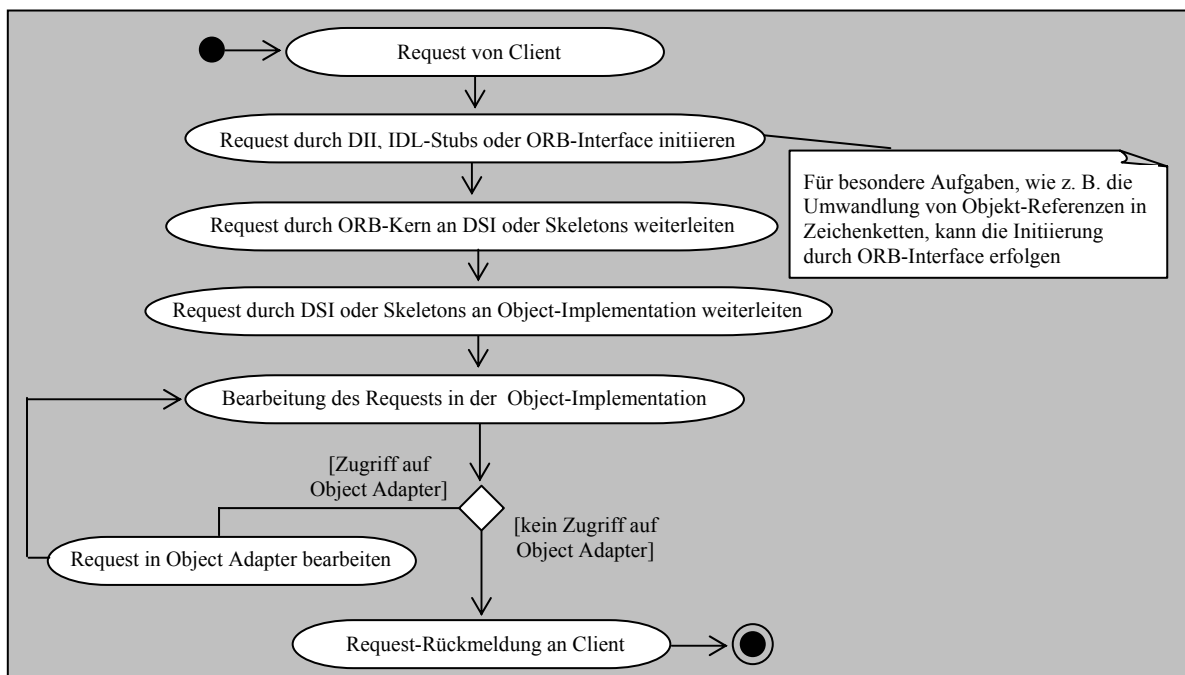 Request von Client
Request durch DII, IDL-Stubs oder ORB-Interface initiieren
Für besondere Aufgaben, wie z. B. die
Umwandlung von Objekt-Referenzen in
Zeichenketten, kann die Initiierung
durch ORB-Interface erfolgen
Request durch ORB-Kern an DSI oder Skeletons weiterleiten
Request durch DSI oder Skeletons an Object-Implementation weiterleiten
Bearbeitung des Requests in der Object-Implementation
[Zugriff auf
Object Adapter]
[kein Zugriff auf
Object Adapter]
Request in Object Adapter bearbeiten
Request-Rückmeldung an Client